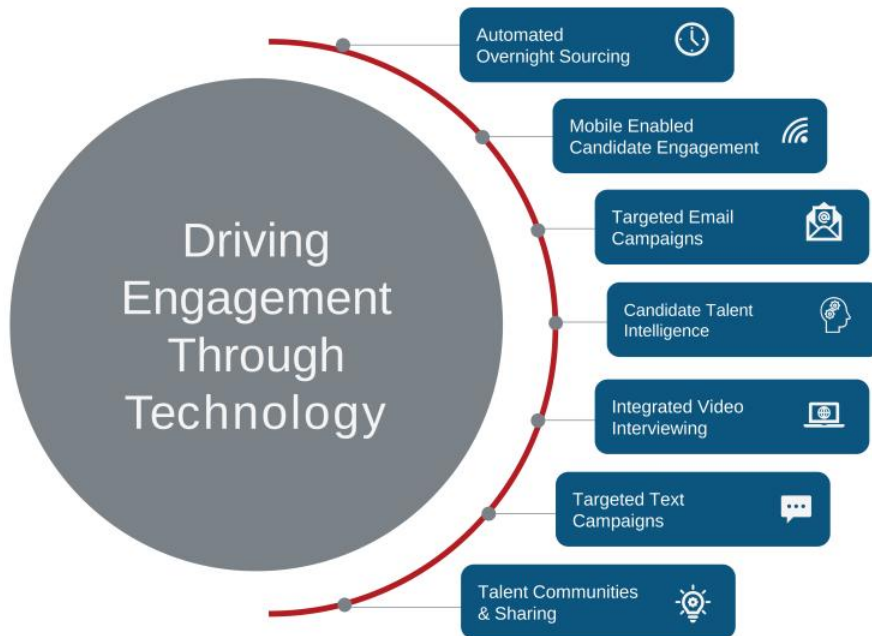 Automated
Overnight Sourcing
Mobile Enabled
Candidate Engagement
Targeted Email
Campaigns
Driving
Engagement
Through
Technology
Candidate Talent
Intelligence
Integrated Video
Interviewing
Targeted Text
Campaigns
Talent Communities
& Sharing